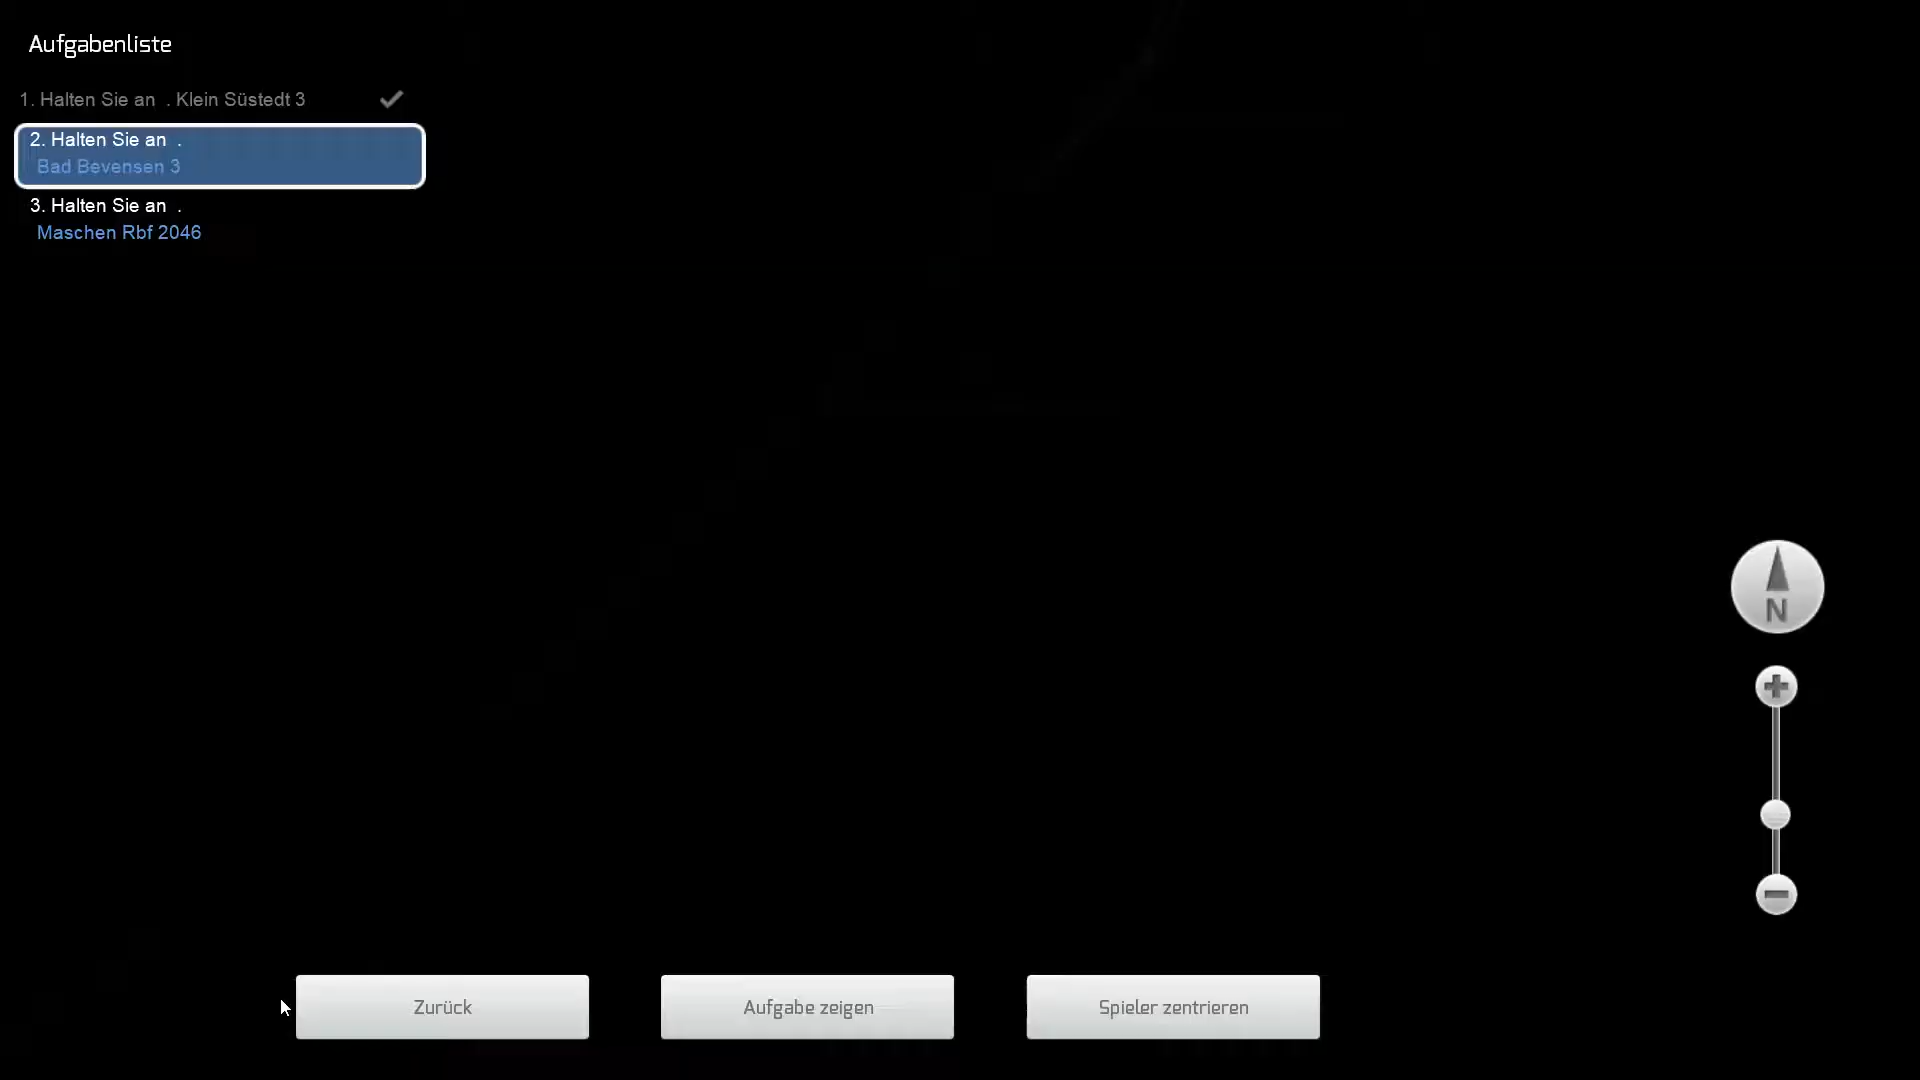 Aufgabenliste
1. Halten Sie an  . Klein Süstedt 3
2. Halten Sie an  .
Bad Bevensen 3
3. Halten Sie an  .
Maschen Rbf 2046
N
Zurück
Aufgabe zeigen
Spieler zentrieren